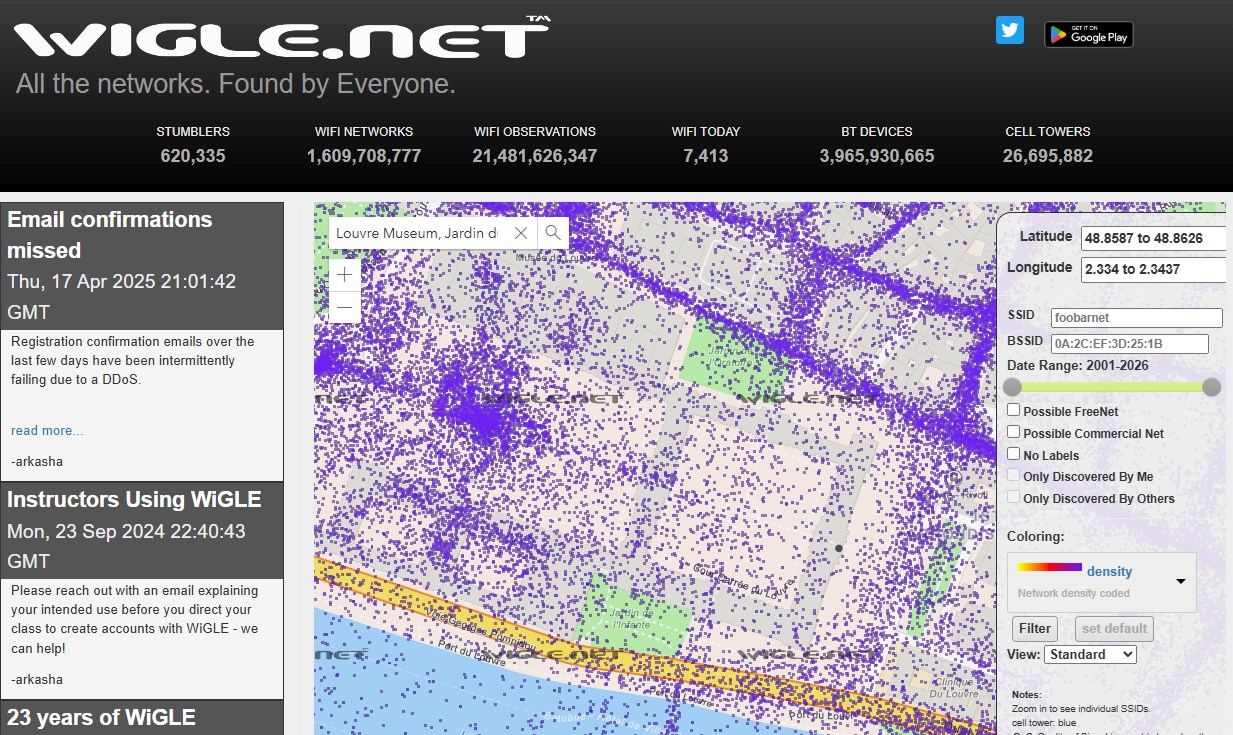 WIGLE.NET™
All the networks. Found by Everyone.
GET IT ON
Google Play
STUMBLERS
620,335
WIFI NETWORKS
1,609,708,777
WIFI OBSERVATIONS
21,481,626,347
WIFI TODAY
7,413
BT DEVICES
3,965,930,665
CELL TOWERS
26,695,882
Email confirmations
missed
Thu, 17 Apr 2025 21:01:42
GMT
Registration confirmation emails over the
last few days have been intermittently
failing due to a DDoS.
read more...
-arkasha
Instructors Using WiGLE
Mon, 23 Sep 2024 22:40:43
GMT
Please reach out with an email explaining
your intended use before you direct your
class to create accounts with WiGLE - we
can help!
-arkasha
23 years of WiGLE
Louvre Museum, Jardin d
+
−
WIGLE.NET
WIGLE.NET
Cour Carrée du Louvre
Jardin de
l'Infante
Port du Louvre
WIGLE.NET
WIGLE.NET
Clinique
Du Louvre
Port du Louvre
Latitude
48.8587 to 48.8626
Longitude
2.334 to 2.3437
SSID
foobarnet
BSSID
0A:2C:EF:3D:25:1B
Date Range: 2001-2026
Possible FreeNet
Possible Commercial Net
No Labels
Only Discovered By Me
Only Discovered By Others
Coloring:
density
Network density coded
Filter
set default
View:
Standard
Notes:
Zoom in to see individual SSIDs.
cell tower: blue